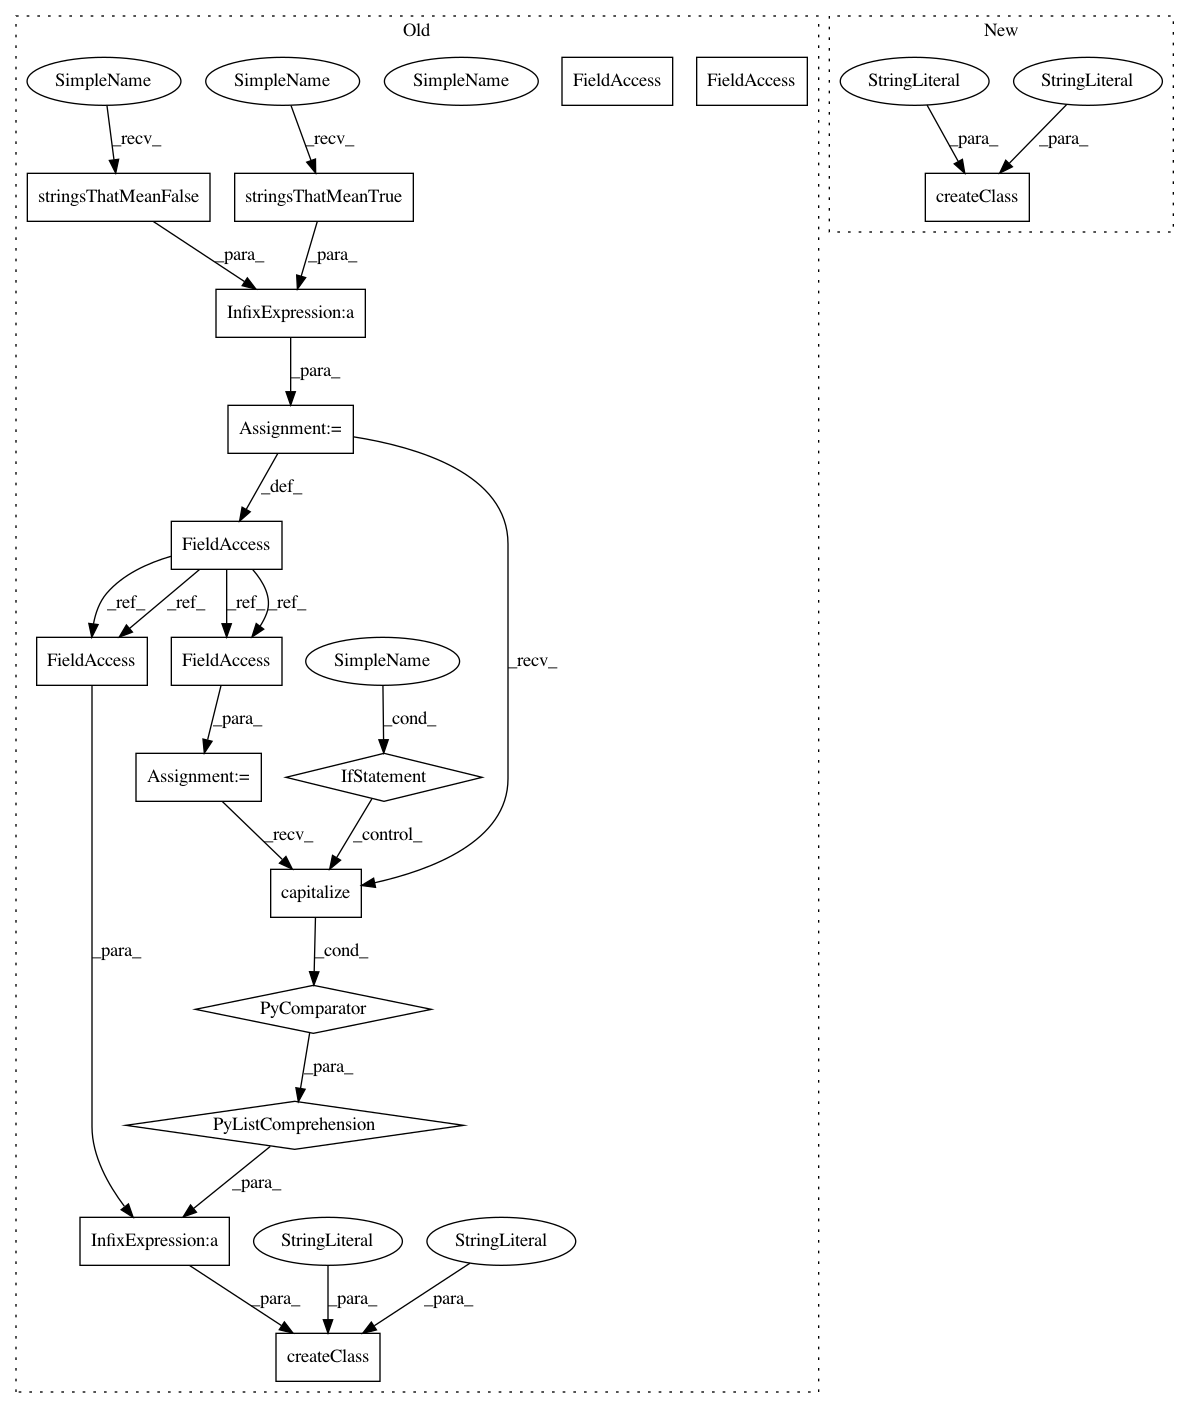 Old
New
SimpleName
SimpleName
SimpleName
FieldAccess
FieldAccess
StringLiteral
StringLiteral
_recv_
_recv_
_para_
_para_
stringsThatMeanFalse
stringsThatMeanTrue
createClass
_para_
_para_
InfixExpression:a
_para_
Assignment:=
_def_
FieldAccess
_ref_
_ref_
_ref_
_ref_
FieldAccess
FieldAccess
SimpleName
_recv_
_para_
_cond_
Assignment:=
IfStatement
_recv_
_control_
capitalize
_para_
_cond_
PyComparator
_para_
PyListComprehension
_para_
InfixExpression:a
StringLiteral
StringLiteral
_para_
_para_
_para_
createClass